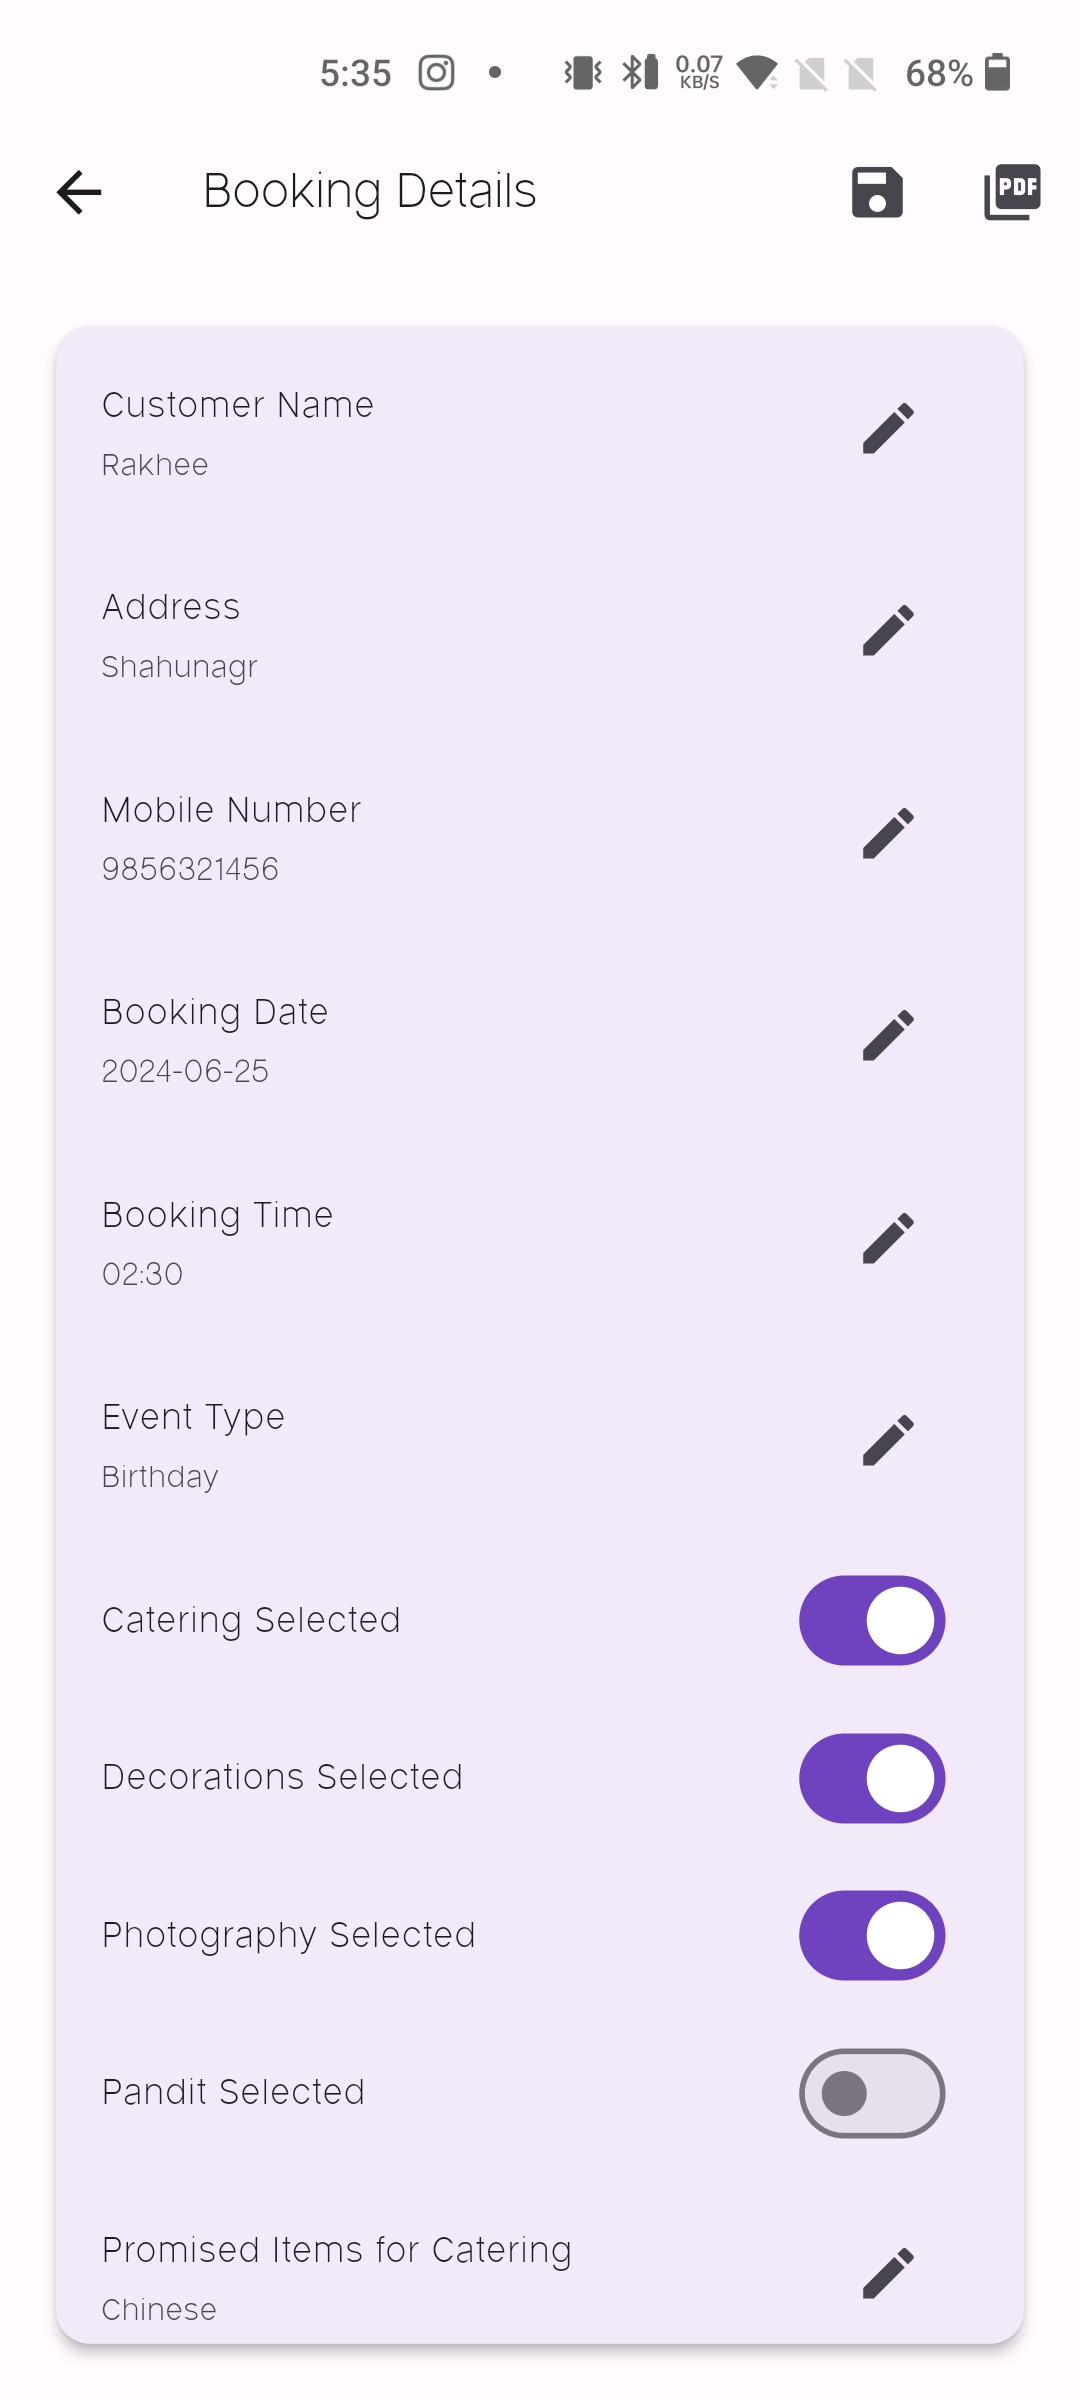 5:35 0.07 KB/S 68%
Booking Details PDF
Customer Name
Rakhee
Address
Shahunagr
Mobile Number
9856321456
Booking Date
2024-06-25
Booking Time
02:30
Event Type
Birthday
Catering Selected
Decorations Selected
Photography Selected
Pandit Selected
Promised Items for Catering
Chinese